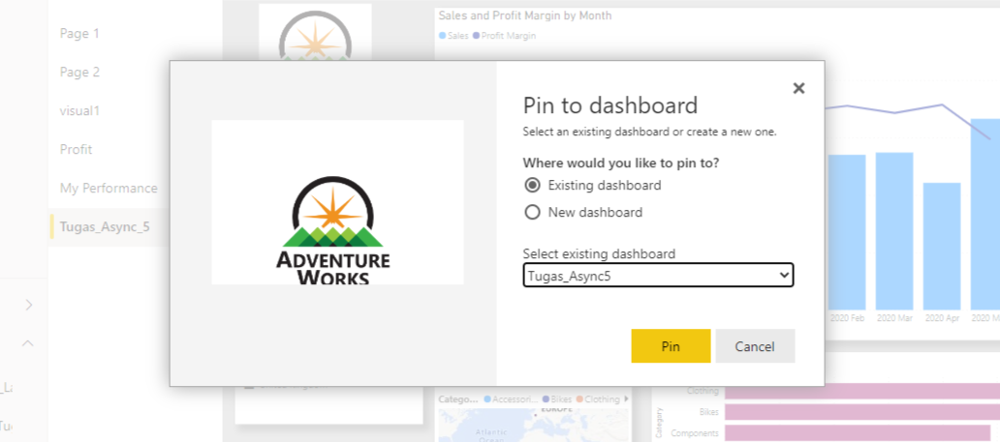 Page 1
Page 2
visual1
Profit
My Performance
Tugas_Async_5
Sales and Profit Margin by Month
Sales Profit Margin
ADVENTURE
WORKS
Pin to dashboard
Select an existing dashboard or create a new one.
Where would you like to pin to?
Existing dashboard
New dashboard
Select existing dashboard
Tugas_Async5
Pin Cancel
2020 Feb 2020 Mar 2020 Apr 2020
Catego... Accessori... Bikes Clothing
EUROPE
Atlantic
Ocean
Category
Clothing
Bikes
Components